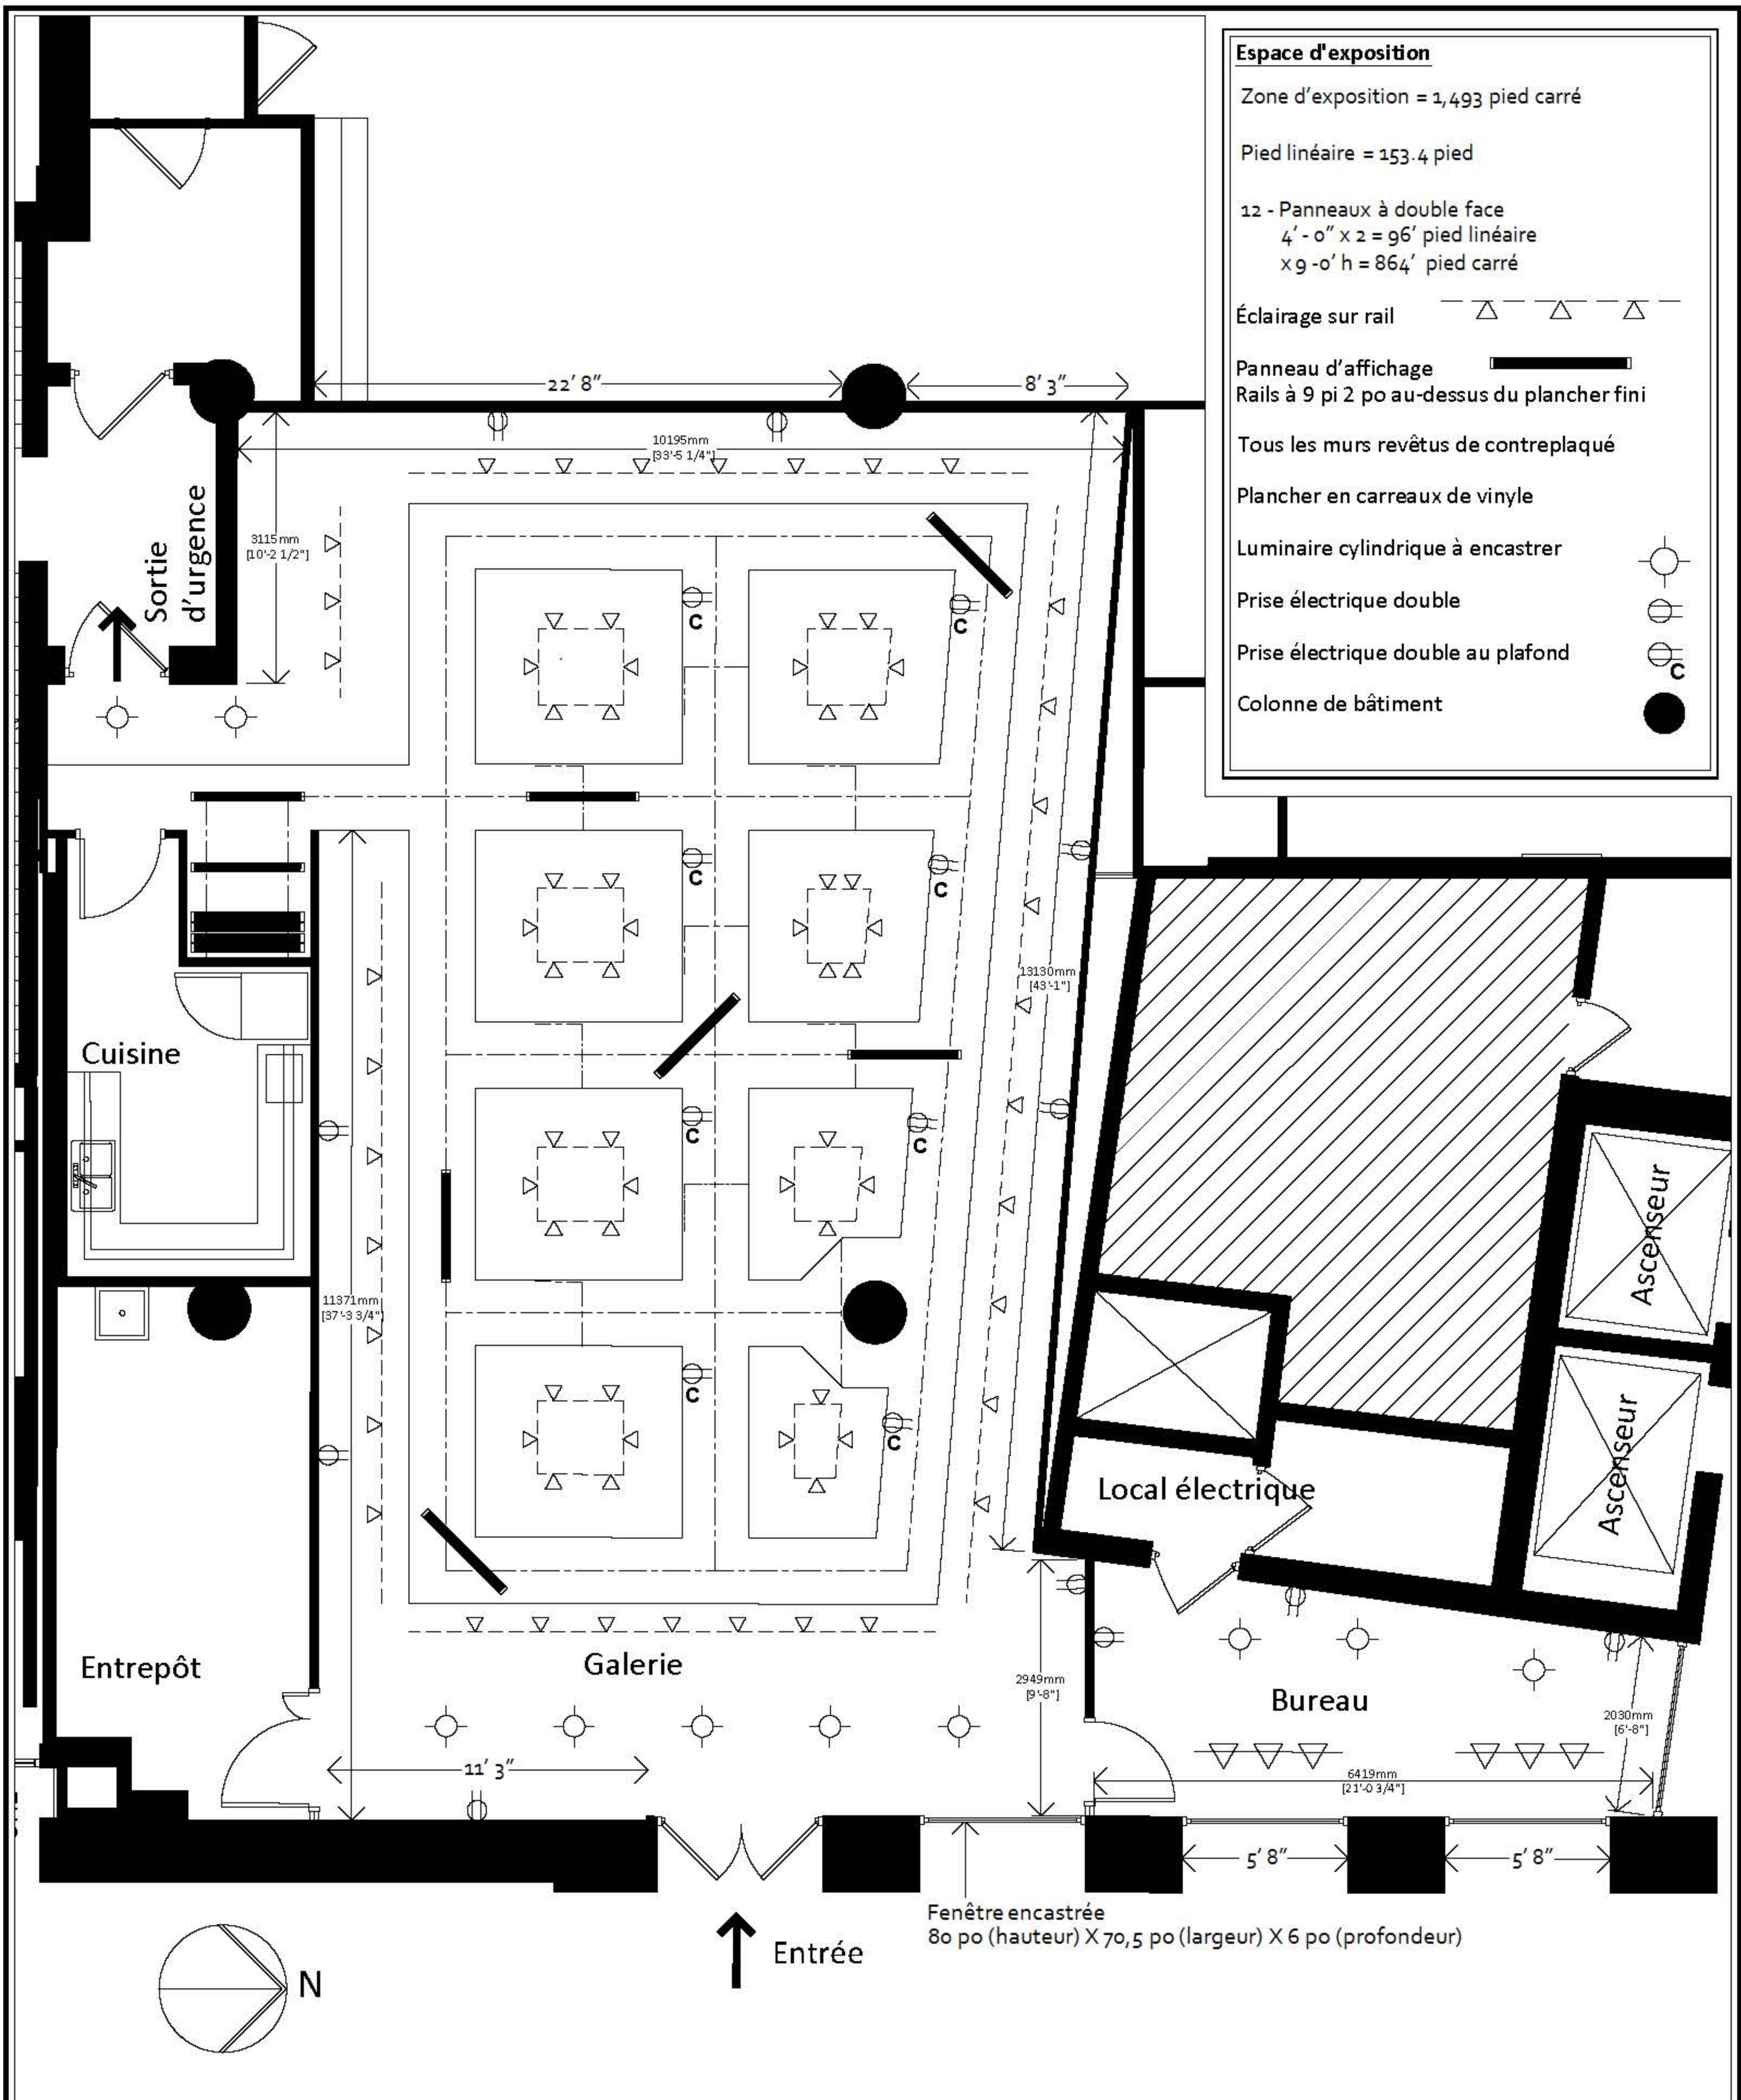 Espace d'exposition
Zone d'exposition = 1,493 pied carré
Pied linéaire = 153.4 pied
12 - Panneaux à double face
4' - 0" x 2 = 96' pied linéaire
x 9 -0' h = 864' pied carré
Éclairage sur rail
Panneau d'affichage
Rails à 9 pi 2 po au-dessus du plancher fini
Tous les murs revêtus de contreplaqué
Plancher en carreaux de vinyle
Luminaire cylindrique à encastrer
Prise électrique double
Prise électrique double au plafond
C
Colonne de bâtiment
22' 8"
8' 3"
10195mm
[33'-5 1/4"]
3115mm
[10'-2 1/2"]
Sortie
d'urgence
C
C
C
C
13130mm
[43'-1"]
Cuisine
C
C
Ascenseur
11371mm
[37'-3 3/4"]
C
C
Ascenseur
Local électrique
Entrepôt
Galerie
2949mm
[9'-8"]
Bureau
2030mm
[6'-8"]
11' 3"
6419mm
[21'-0 3/4"]
5' 8"
5' 8"
Fenêtre encastrée
80 po (hauteur) X 70,5 po (largeur) X 6 po (profondeur)
Entrée
N